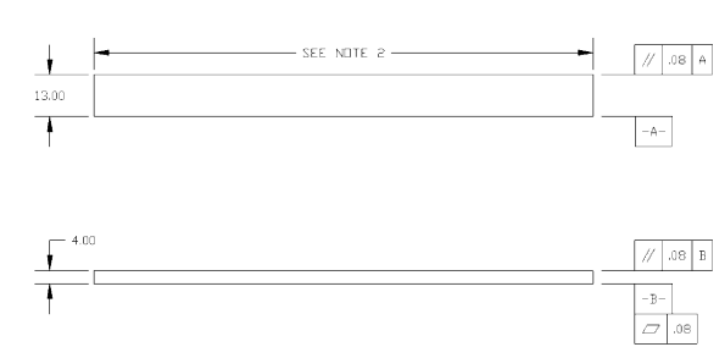 SEE NOTE 2
// .08 A
13.00
-A-
4.00
// .08 B
-B-
.08